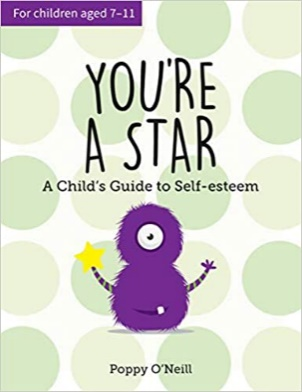 For children aged 7–11
YOU'RE
A STAR
A Child's Guide to Self-esteem
Poppy O'Neill